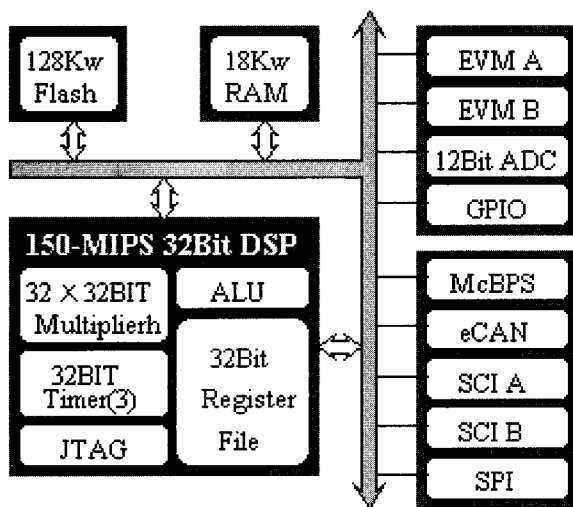 128Kw
Flash
18Kw
RAM
150-MIPS 32Bit DSP
32 × 32BIT
Multiplierh
ALU
32BIT
Timer(3)
32Bit
Register
File
JTAG
EVM A
EVM B
12Bit ADC
GPIO
McBPS
eCAN
SCI A
SCI B
SPI